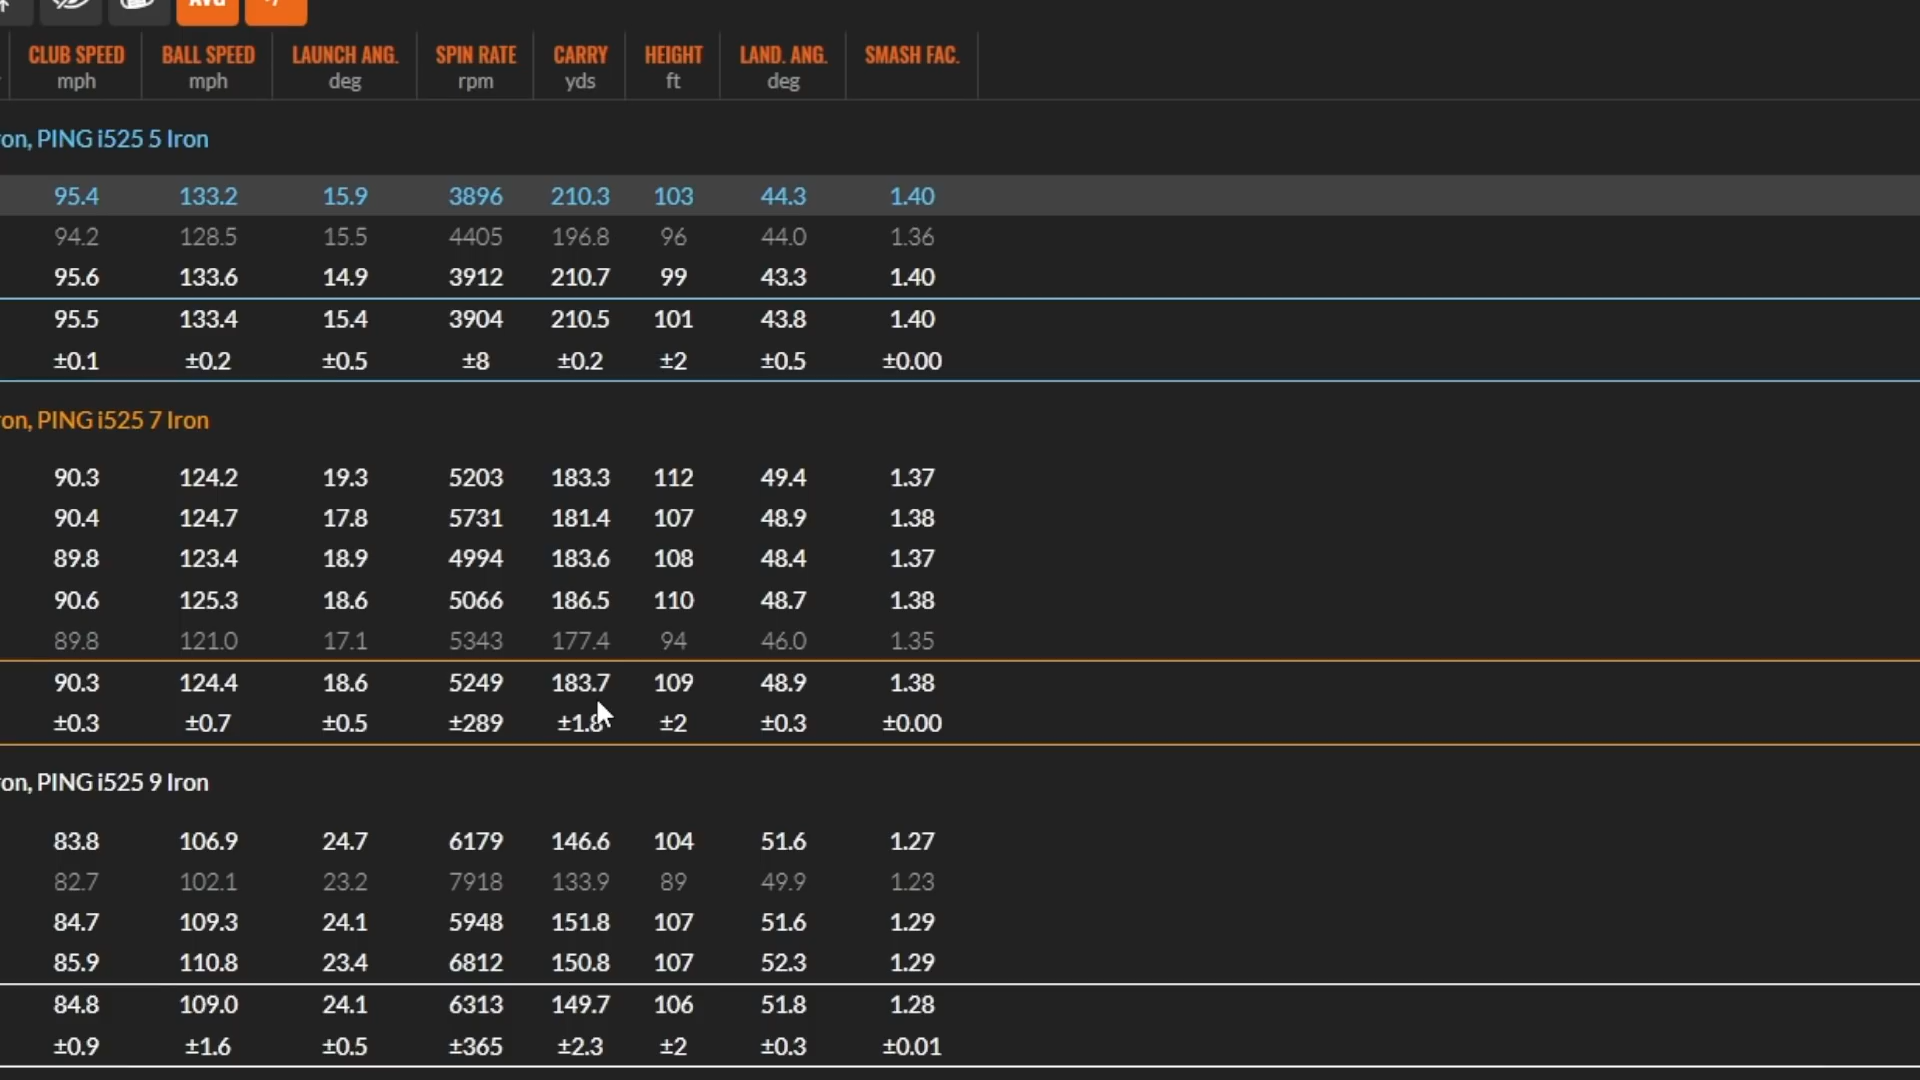 AVG +/-
CLUB SPEED BALL SPEED LAUNCH ANG. SPIN RATE CARRY HEIGHT LAND. ANG. SMASH FAC.
mph mph deg rpm yds ft deg
ron, PING i525 5 Iron
95.4 133.2 15.9 3896 210.3 103 44.3 1.40
94.2 128.5 15.5 4405 196.8 96 44.0 1.36
95.6 133.6 14.9 3912 210.7 99 43.3 1.40
95.5 133.4 15.4 3904 210.5 101 43.8 1.40
±0.1 ±0.2 ±0.5 ±8 ±0.2 ±2 ±0.5 ±0.00
ron, PING i525 7 Iron
90.3 124.2 19.3 5203 183.3 112 49.4 1.37
90.4 124.7 17.8 5731 181.4 107 48.9 1.38
89.8 123.4 18.9 4994 183.6 108 48.4 1.37
90.6 125.3 18.6 5066 186.5 110 48.7 1.38
89.8 121.0 17.1 5343 177.4 94 46.0 1.35
90.3 124.4 18.6 5249 183.7 109 48.9 1.38
±0.3 ±0.7 ±0.5 ±289 ±1.8 ±2 ±0.3 ±0.00
ron, PING i525 9 Iron
83.8 106.9 24.7 6179 146.6 104 51.6 1.27
82.7 102.1 23.2 7918 133.9 89 49.9 1.23
84.7 109.3 24.1 5948 151.8 107 51.6 1.29
85.9 110.8 23.4 6812 150.8 107 52.3 1.29
84.8 109.0 24.1 6313 149.7 106 51.8 1.28
±0.9 ±1.6 ±0.5 ±365 ±2.3 ±2 ±0.3 ±0.01